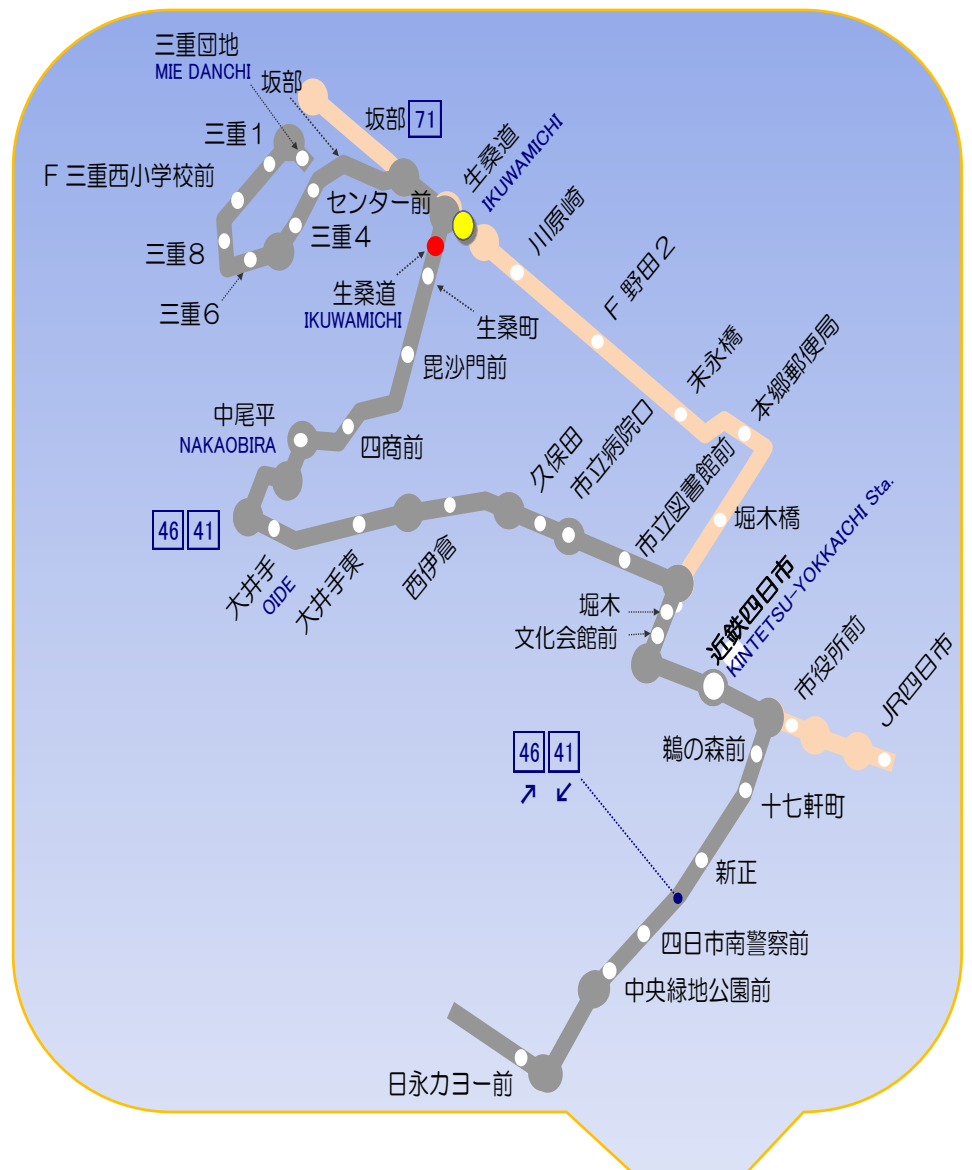 三重団地
MIE DANCHI
坂部
坂部 71
三重1
生桑道
IKUWAMICHI
F 三重西小学校前
センター前
川原崎
三重4
三重8
三重6
生桑道
IKUWAMICHI
生桑町
F 野田2
毘沙門前
末永橋
本郷郵便局
中尾平
NAKAOBIRA
四商前
久保田
市立病院口
市立図書館前
46 41
堀木橋
大井手
OIDE
大井手東
西伊倉
堀木
文化会館前
近鉄四日市
KINTETSU-YOKKAICHI Sta.
市役所前
JR四日市
46 41
↗ ↙
鵜の森前
十七軒町
新正
四日市南警察前
中央緑地公園前
日永カヨー前